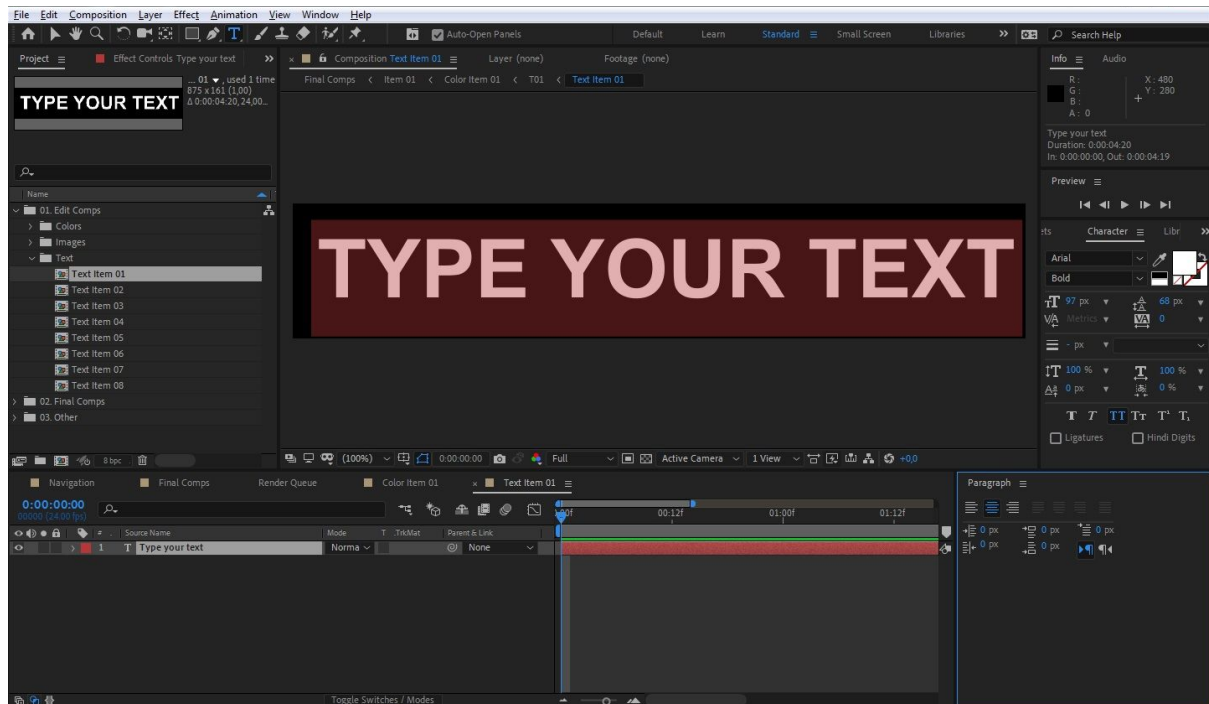 File Edit Composition Layer Effect Animation View Window Help
Auto-Open Panels Default Learn Standard Small Screen Libraries Search Help
Project Effect Controls Type your text
Composition Text Item 01 Layer (none) Footage (none)
Info Audio
... 01 , used 1 time
875 x 161 (1,00)
Δ 0:00:04:20, 24,00...
TYPE YOUR TEXT
Final Comps Item 01 Color Item 01 T01 Text Item 01
R :
G :
B :
A : 0
X : 480
Y : 280
Type your text
Duration: 0:00:04:20
In: 0:00:00:00, Out: 0:00:04:19
Preview
Name
01. Edit Comps
Colors
Images
Text
Text Item 01
Text Item 02
Text Item 03
Text Item 04
Text Item 05
Text Item 06
Text Item 07
Text Item 08
02. Final Comps
03. Other
TYPE YOUR TEXT
ets Character Libr
Arial
Bold
97 px 68 px
Metrics 0
- px
100 % 100 %
0 px 0 %
T T TT Tт T¹ T₁
Ligatures Hindi Digits
8 bpc
(100%) 0:00:00:00 Full Active Camera 1 View +0,0
Navigation Final Comps Render Queue Color Item 01 Text Item 01
0:00:00:00
00000 (24.00 fps)
00:12f 01:00f 01:12f
# Source Name Mode T .TrkMat Parent & Link
1 T Type your text Norma None
Toggle Switches / Modes
Paragraph
0 px 0 px 0 px
0 px 0 px